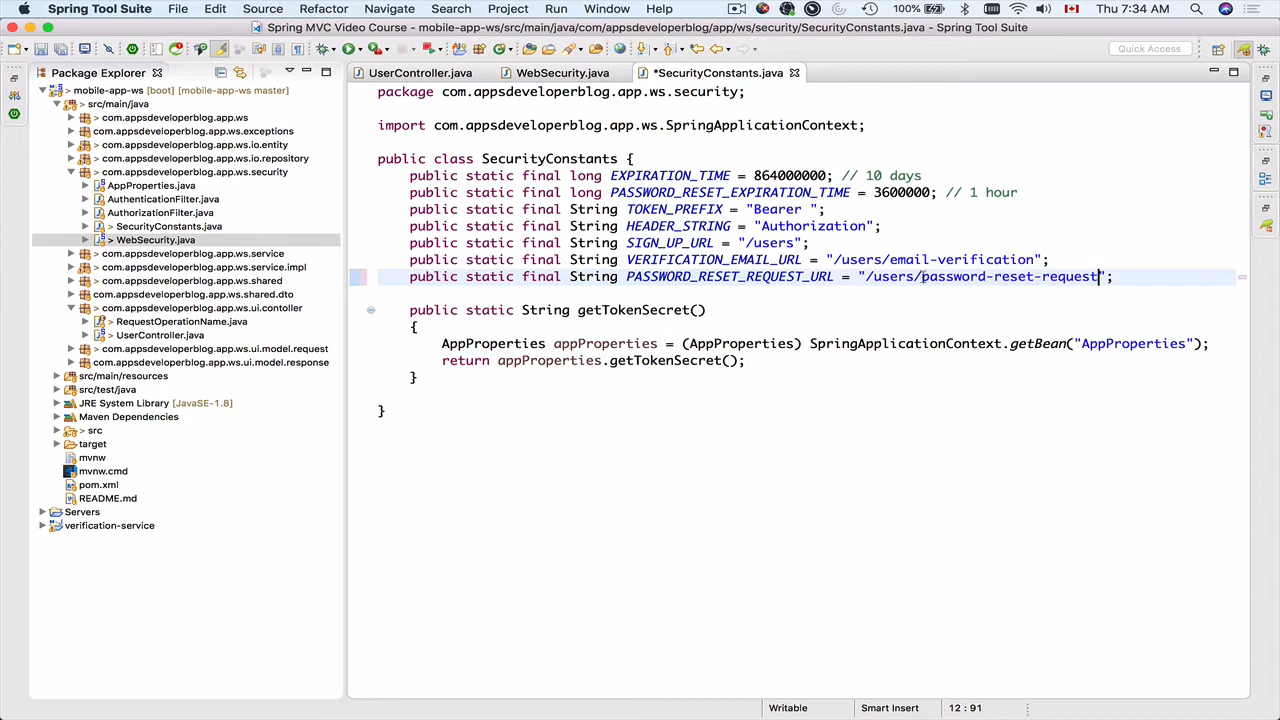 Spring Tool Suite File Edit Source Refactor Navigate Search Project Run Window Help 100% Thu 7:34 AM
Spring MVC Video Course - mobile-app-ws/src/main/java/com/appsdeveloperblog/app/ws/security/SecurityConstants.java - Spring Tool Suite
Quick Access
Package Explorer
UserController.java
WebSecurity.java
*SecurityConstants.java
> mobile-app-ws [boot] [mobile-app-ws master]
> src/main/java
> com.appsdeveloperblog.app.ws
com.appsdeveloperblog.app.ws.exceptions
> com.appsdeveloperblog.app.ws.io.entity
> com.appsdeveloperblog.app.ws.io.repository
> com.appsdeveloperblog.app.ws.security
AppProperties.java
AuthenticationFilter.java
AuthorizationFilter.java
> SecurityConstants.java
> WebSecurity.java
> com.appsdeveloperblog.app.ws.service
> com.appsdeveloperblog.app.ws.service.impl
> com.appsdeveloperblog.app.ws.shared
com.appsdeveloperblog.app.ws.shared.dto
> com.appsdeveloperblog.app.ws.ui.contoller
> RequestOperationName.java
> UserController.java
> com.appsdeveloperblog.app.ws.ui.model.request
> com.appsdeveloperblog.app.ws.ui.model.response
src/main/resources
src/test/java
JRE System Library [JavaSE-1.8]
Maven Dependencies
> src
target
mvnw
mvnw.cmd
pom.xml
README.md
Servers
verification-service
package com.appsdeveloperblog.app.ws.security;
import com.appsdeveloperblog.app.ws.SpringApplicationContext;
public class SecurityConstants {
public static final long EXPIRATION_TIME = 864000000; // 10 days
public static final long PASSWORD_RESET_EXPIRATION_TIME = 3600000; // 1 hour
public static final String TOKEN_PREFIX = "Bearer ";
public static final String HEADER_STRING = "Authorization";
public static final String SIGN_UP_URL = "/users";
public static final String VERIFICATION_EMAIL_URL = "/users/email-verification";
public static final String PASSWORD_RESET_REQUEST_URL = "/users/password-reset-request";
public static String getTokenSecret()
{
AppProperties appProperties = (AppProperties) SpringApplicationContext.getBean("AppProperties");
return appProperties.getTokenSecret();
}
}
Writable
Smart Insert
12 : 91